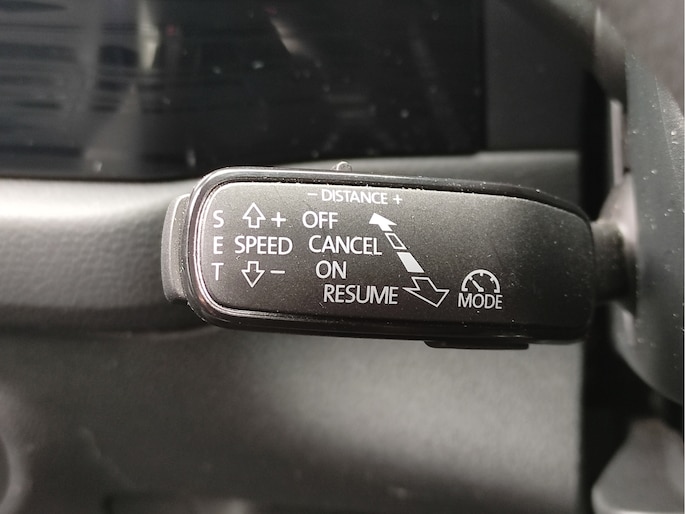 − DISTANCE +
S + OFF
E SPEED CANCEL
T − ON
RESUME
MODE